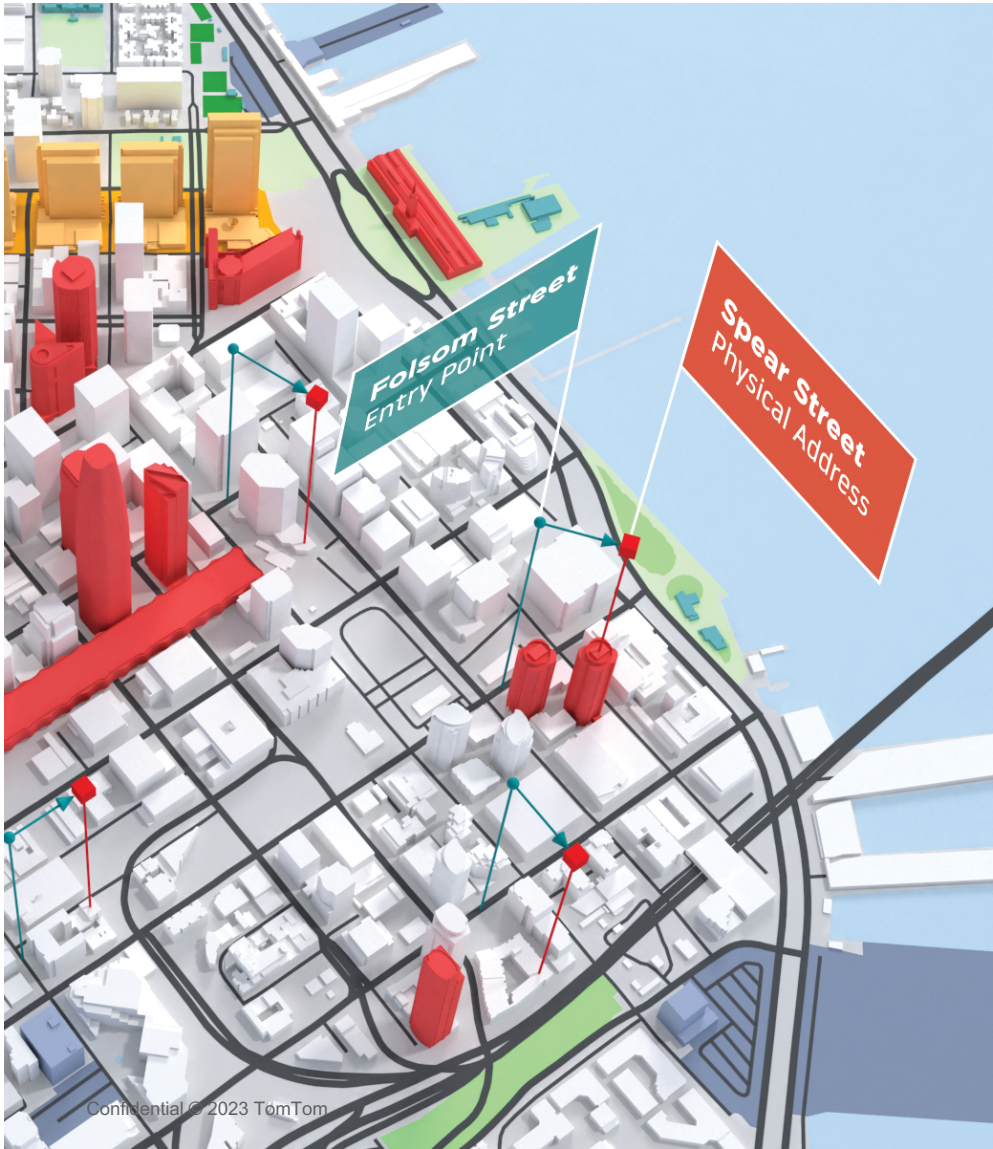 Folsom Street
Entry Point
Spear Street
Physical Address
Confidential © 2023 TomTom